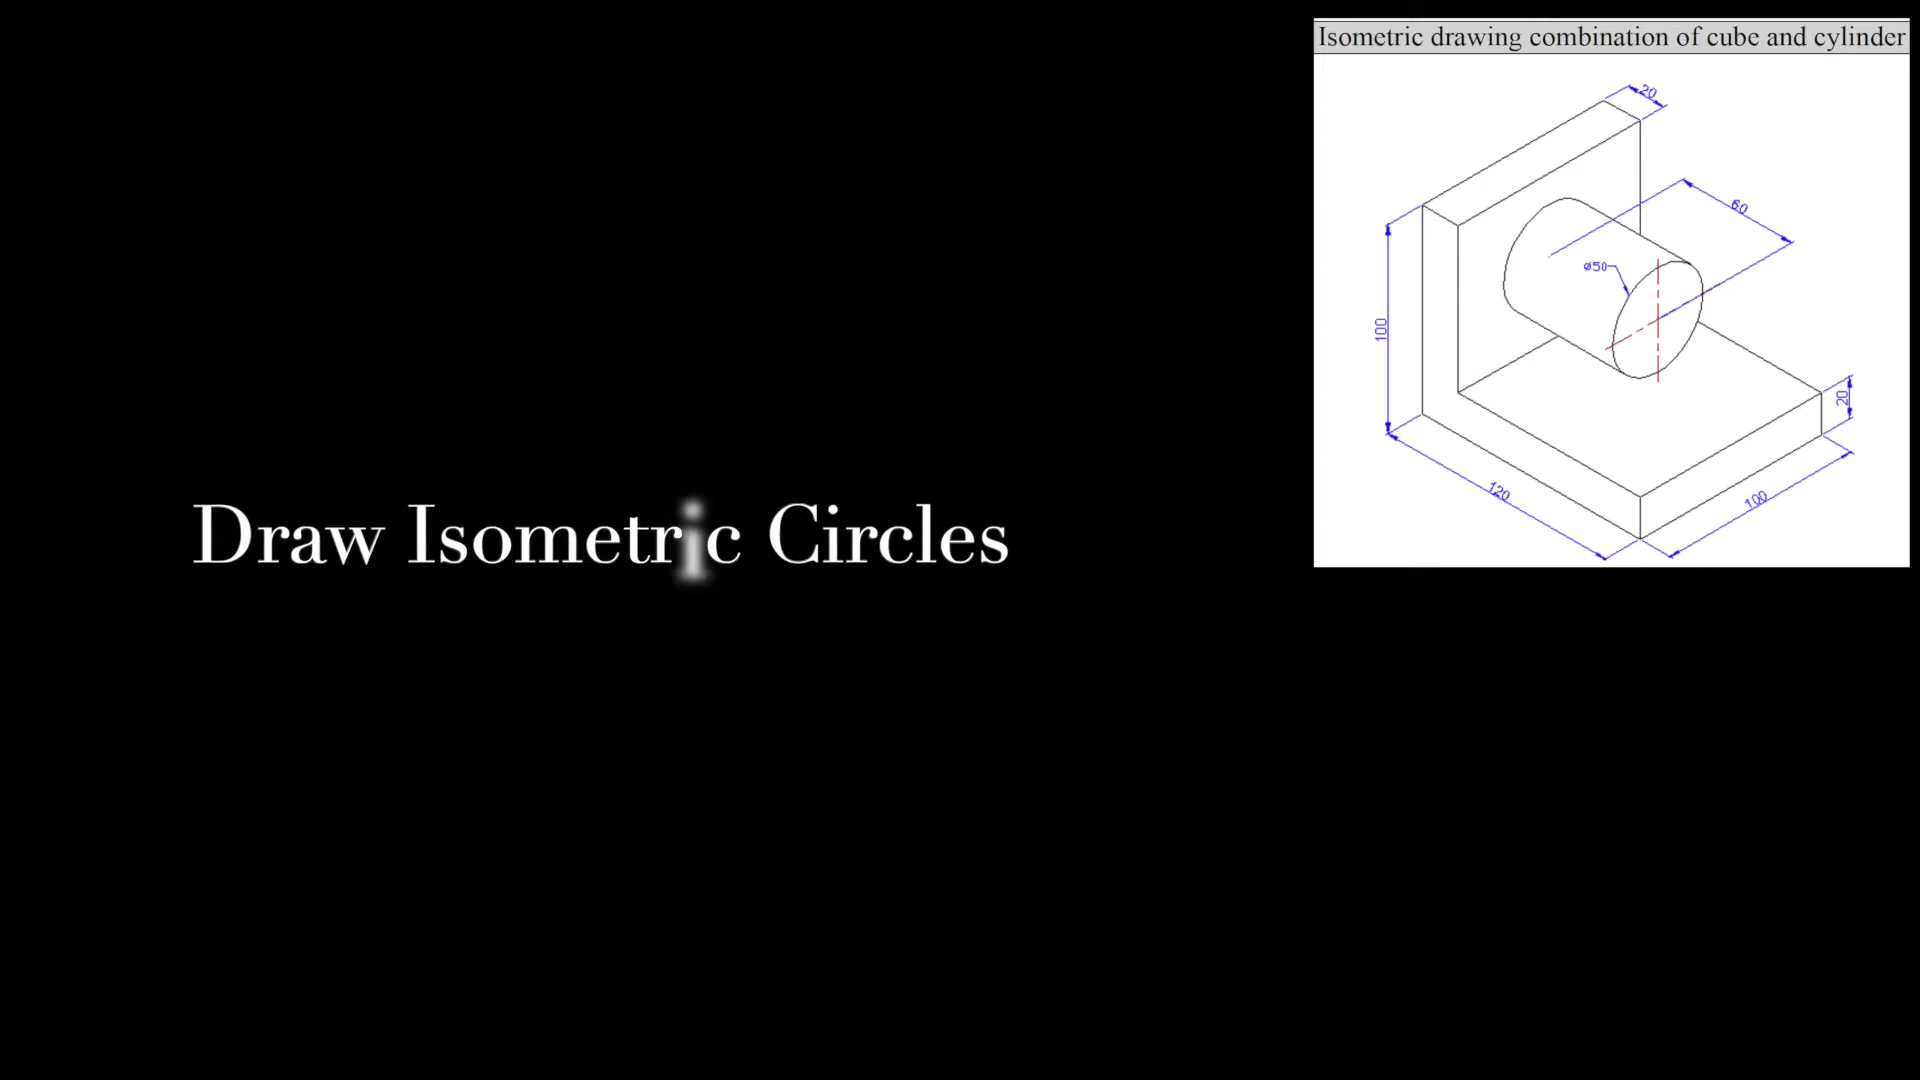 Isometric drawing combination of cube and cylinder
20
60
ø50
100
20
120
100
Draw Isometric Circles